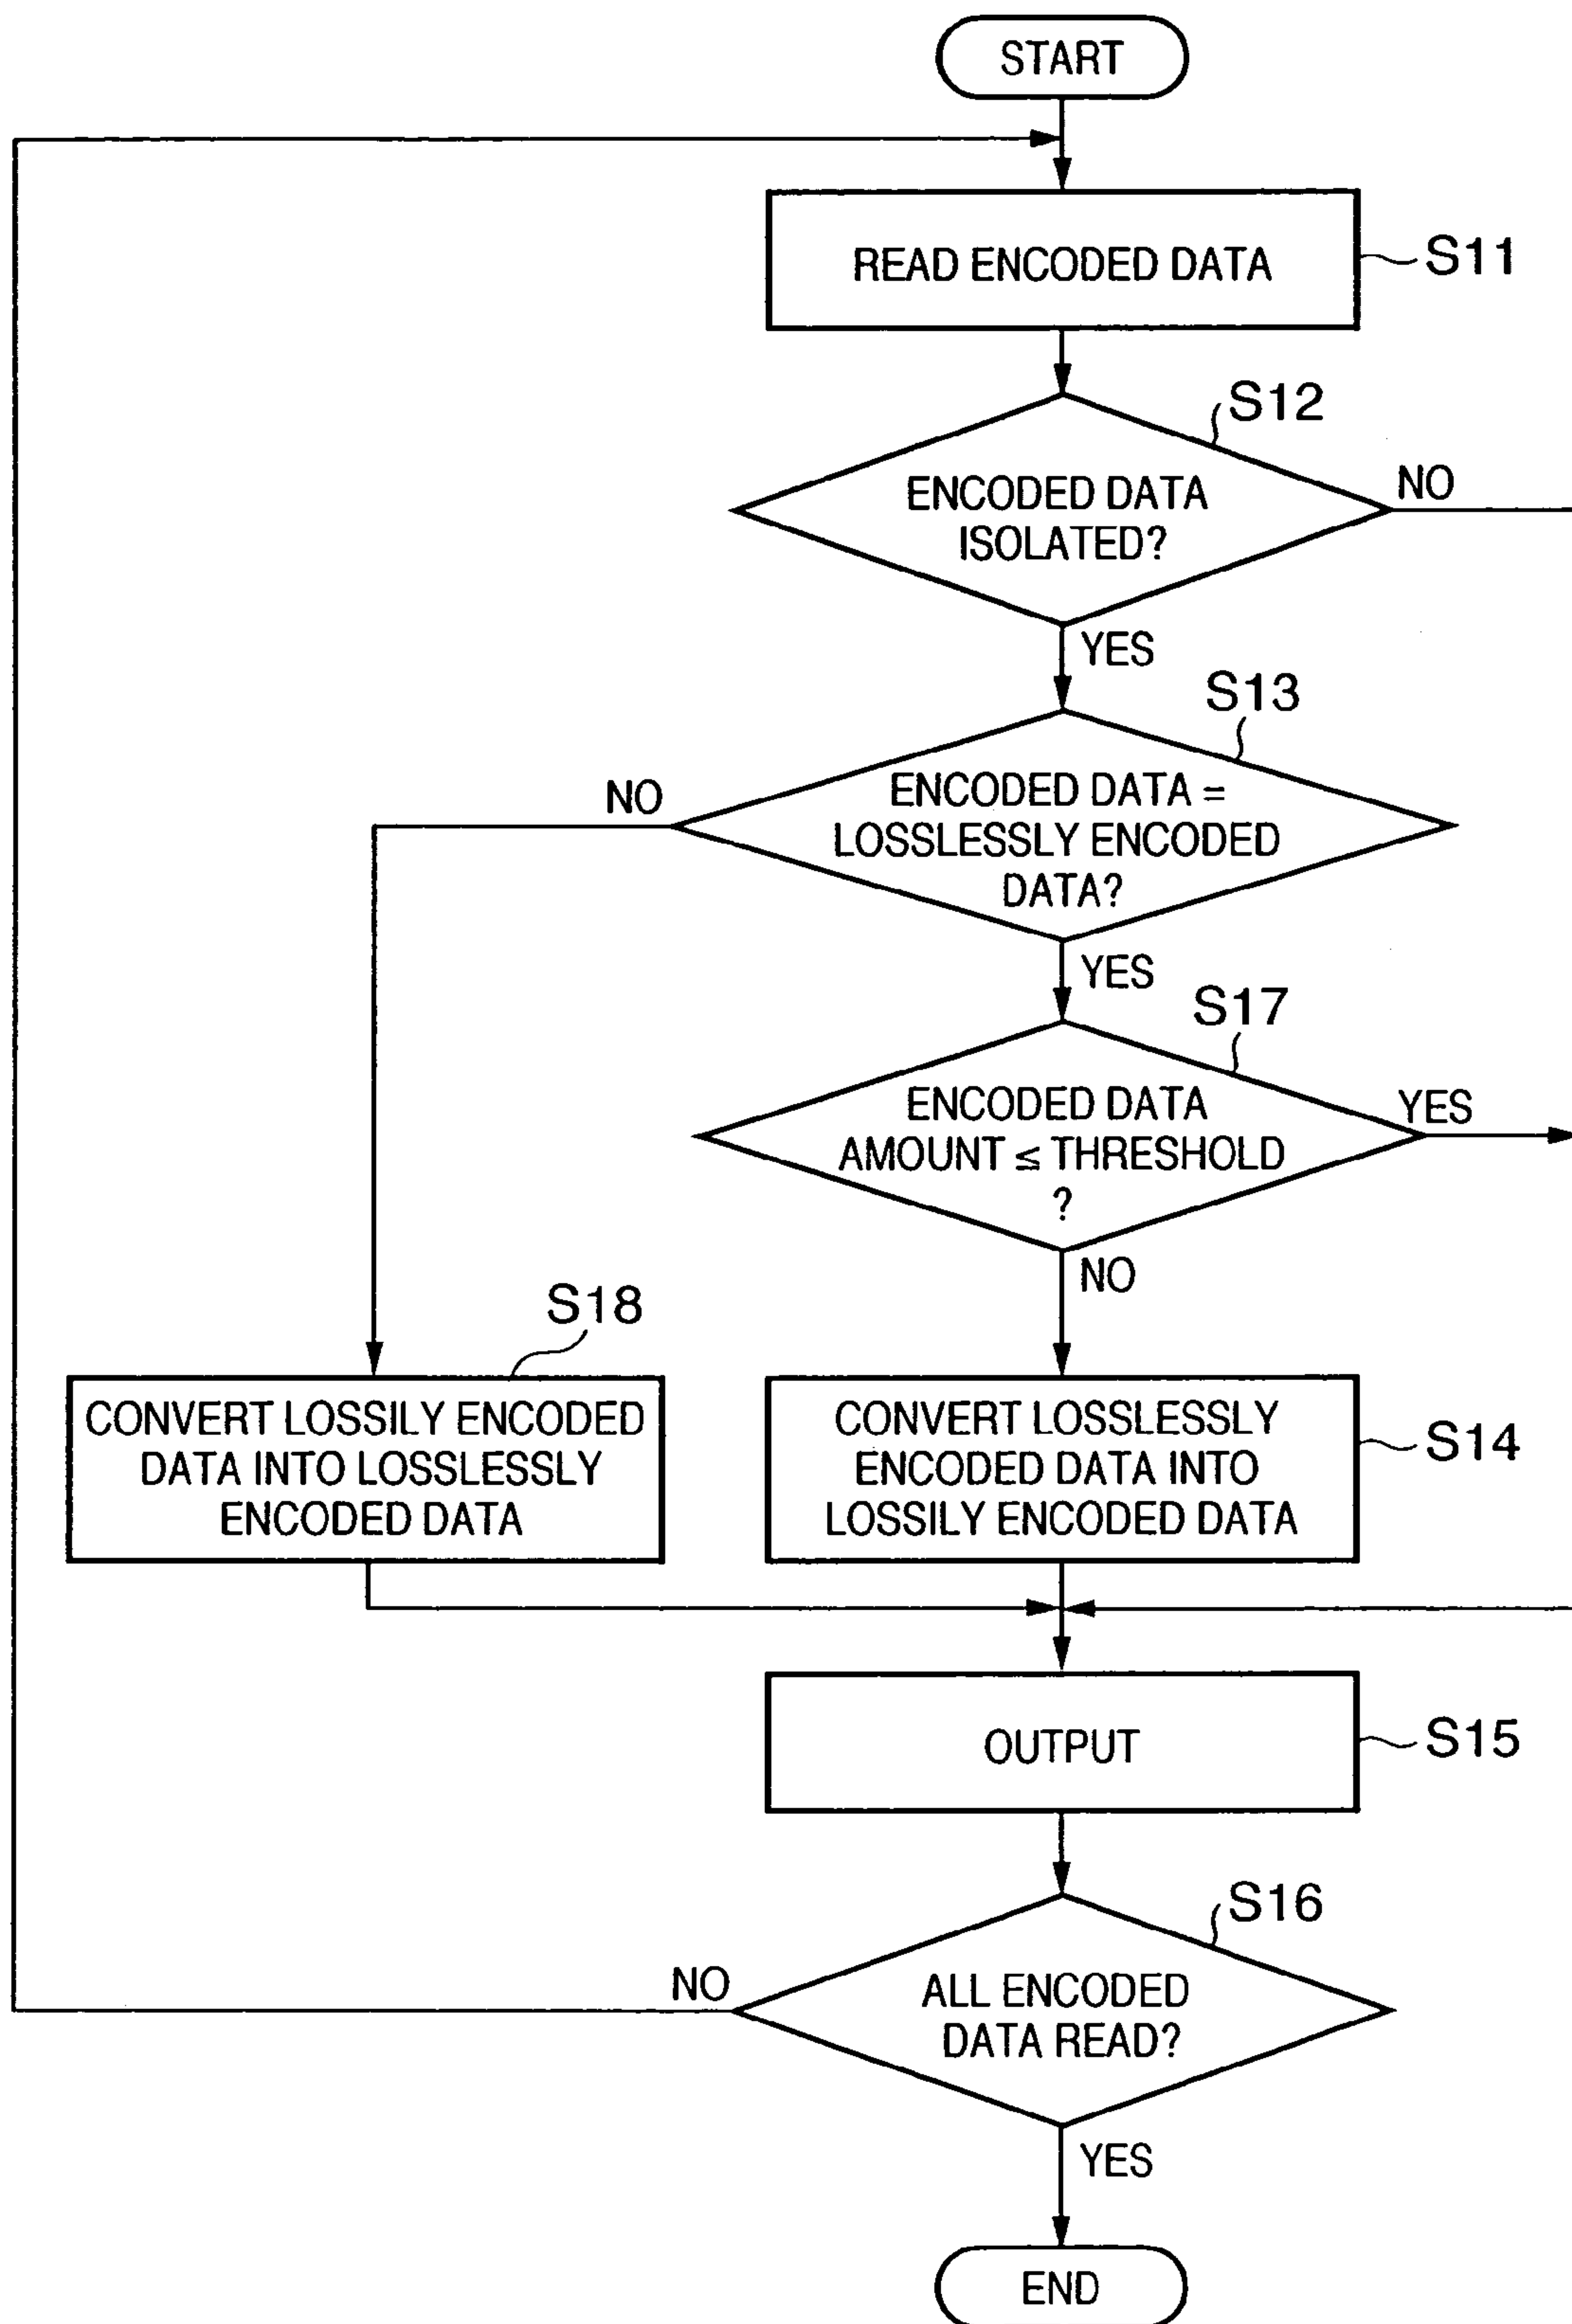 START
READ ENCODED DATA
S11
S12
ENCODED DATA
ISOLATED?
NO
YES
S13
ENCODED DATA =
LOSSLESSLY ENCODED
DATA?
NO
YES
S17
ENCODED DATA
AMOUNT ≤ THRESHOLD
?
YES
NO
S18
CONVERT LOSSILY ENCODED
DATA INTO LOSSLESSLY
ENCODED DATA
CONVERT LOSSLESSLY
ENCODED DATA INTO
LOSSILY ENCODED DATA
S14
OUTPUT
S15
S16
ALL ENCODED
DATA READ?
NO
YES
END